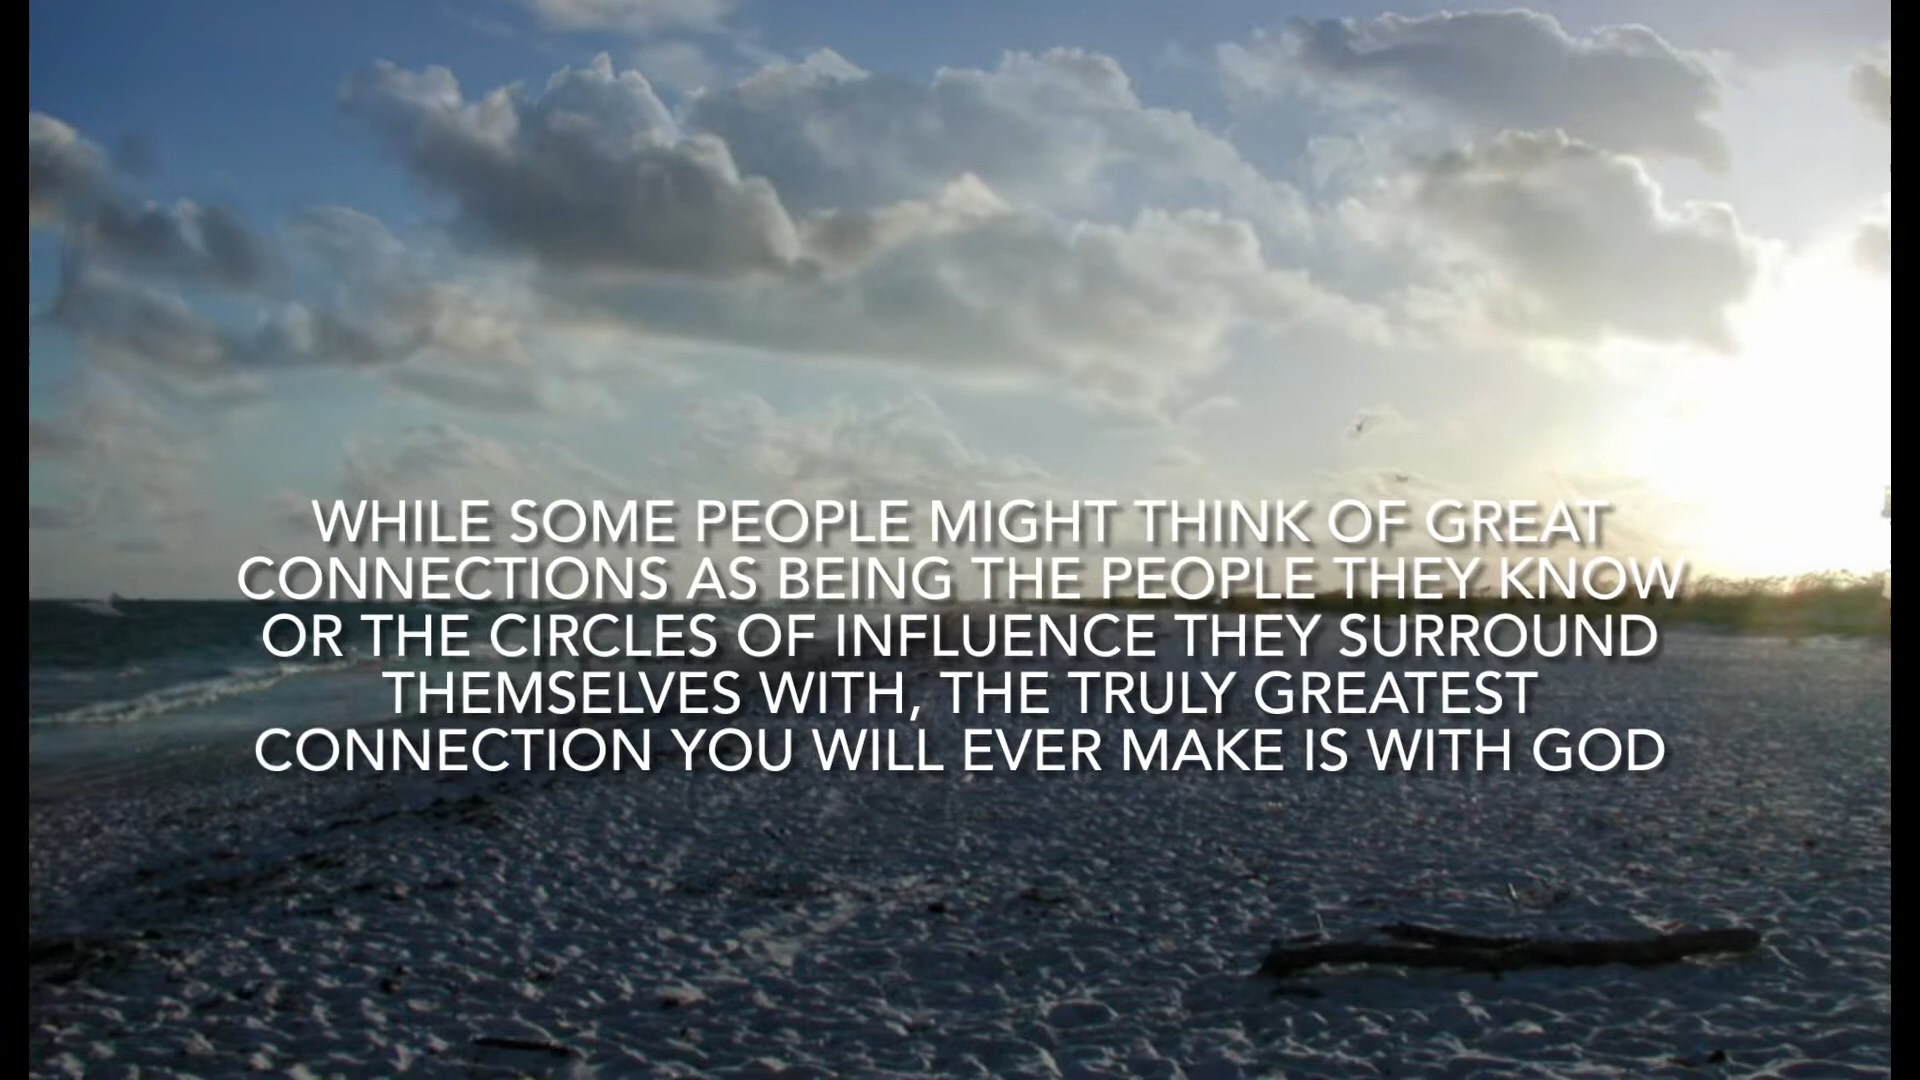 WHILE SOME PEOPLE MIGHT THINK OF GREAT
CONNECTIONS AS BEING THE PEOPLE THEY KNOW
OR THE CIRCLES OF INFLUENCE THEY SURROUND
THEMSELVES WITH, THE TRULY GREATEST
CONNECTION YOU WILL EVER MAKE IS WITH GOD